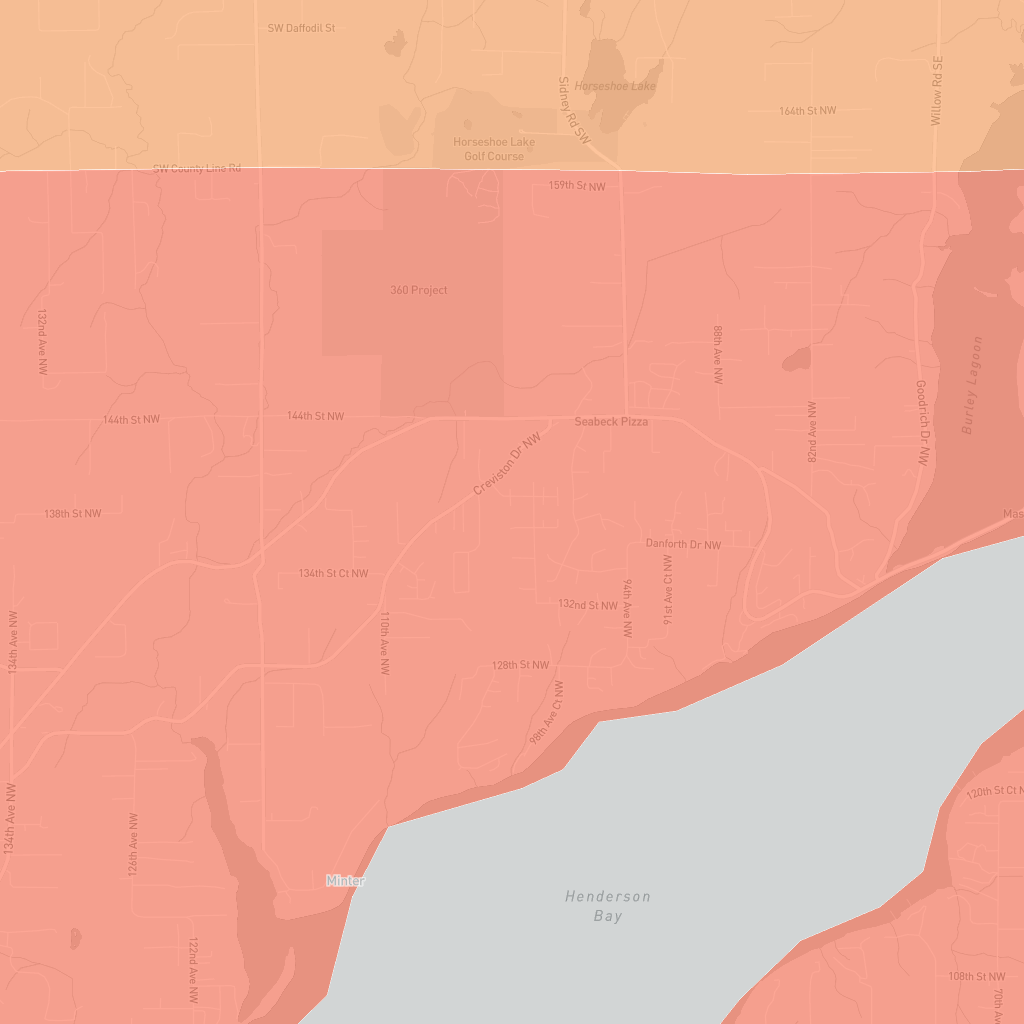 SW Daffodil St
Sidney Rd SW
Horseshoe Lake
Willow Rd SE
164th St NW
Horseshoe Lake
Golf Course
SW County Line Rd
159th St NW
360 Project
132nd Ave NW
88th Ave NW
Burley Lagoon
144th St NW
144th St NW
Seabeck Pizza
82nd Ave NW
Goodrich Dr NW
Creviston Dr NW
138th St NW
Mas
Danforth Dr NW
134th St Ct NW
91st Ave Ct NW
94th Ave NW
132nd St NW
134th Ave NW
110th Ave NW
128th St NW
98th Ave Ct NW
120th St Ct N
134th Ave NW
126th Ave NW
Minter
Henderson
Bay
122nd Ave NW
108th St NW
70th Av